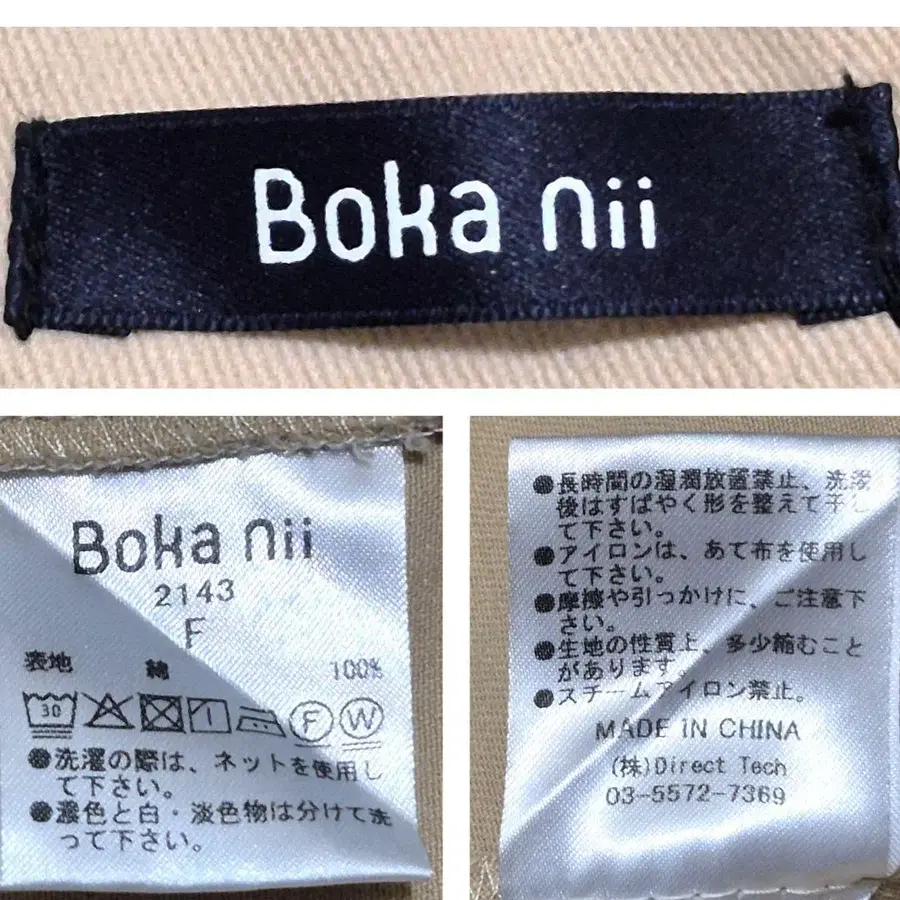 Boka nii
Boka nii
2143
F
表地 綿 100%
30 F W
●洗濯の際は、ネットを使用し
て下さい。
●濃色と白・淡色物は分けて洗
って下さい。
●長時間の湿潤放置禁止、洗濯
後はすばやく形を整えて干し
て下さい。
●アイロンは、あて布を使用し
て下さい。
●摩擦や引っかけに、ご注意下
さい。
●生地の性質上、多少縮むこと
があります。
●スチームアイロン禁止。
MADE IN CHINA
(株)Direct Tech
03-5572-7369